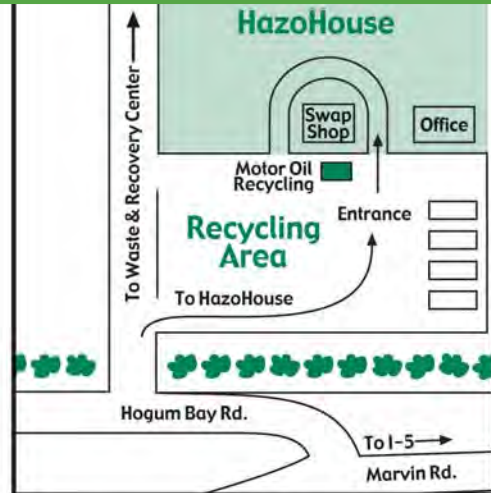 HazoHouse
Swap
Shop
Office
Motor Oil
Recycling
Entrance
Recycling
Area
To Waste & Recovery Center
To HazoHouse
Hogum Bay Rd.
To I-5
Marvin Rd.